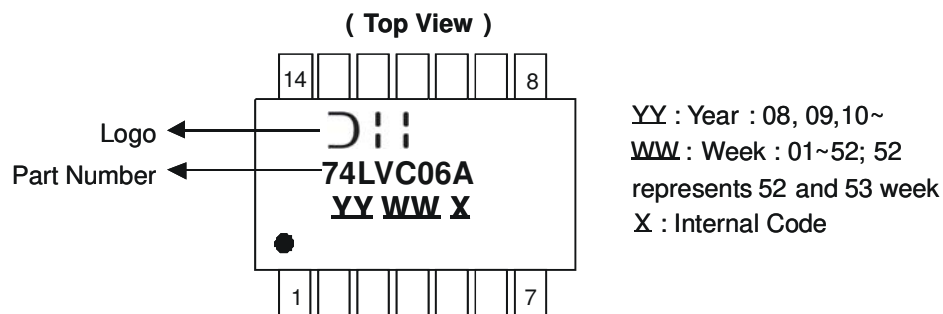 ( Top View )
14 8
Logo
Part Number
74LVC06A
YY WW X
1 7
YY : Year : 08, 09,10~
WW : Week : 01~52; 52
represents 52 and 53 week
X : Internal Code